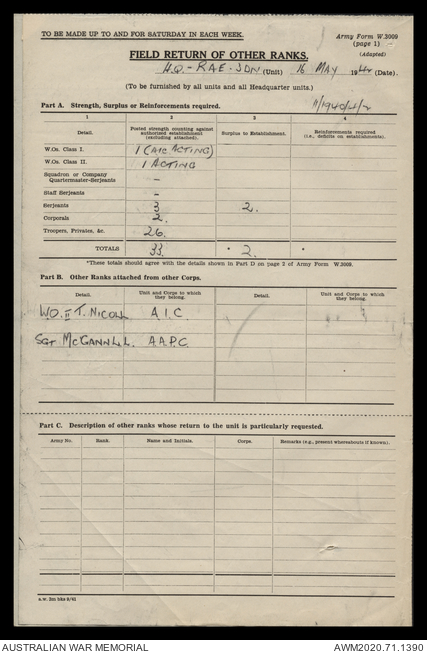 TO BE MADE UP TO AND FOR SATURDAY IN EACH WEEK.
Army Form W.3009
(page 1)
(Adapted)
FIELD RETURN OF OTHER RANKS.
H.Q - RAE - 3DIV (Unit) 16 MAY 1942 (Date).
(To be furnished by all units and all Headquarter units.)
Part A. Strength, Surplus or Reinforcements required.
1 2 3 4
Detail. Posted strength counting against authorized establishment (excluding attached). Surplus to Establishment. Reinforcements required (i.e., deficits on establishments).
W.Os. Class I. 1 (AIC ACTING)
W.Os. Class II. 1 ACTING
Squadron or Company Quartermaster-Serjeants –
Staff Serjeants –
Serjeants 3 2.
Corporals 2.
Troopers, Privates, &c. 26.
TOTALS 33. * 2. *
*These totals should agree with the details shown in Part D on page 2 of Army Form W.3009.
Part B. Other Ranks attached from other Corps.
Detail. Unit and Corps to which they belong. Detail. Unit and Corps to which they belong.
WO. II T. NICOLL A.I.C
Sgt McGANN L.L. A.A.P.C.
Part C. Description of other ranks whose return to the unit is particularly requested.
Army No. Rank. Name and Initials. Corps. Remarks (e.g., present whereabouts if known).
AUSTRALIAN WAR MEMORIAL AWM2020.71.1390